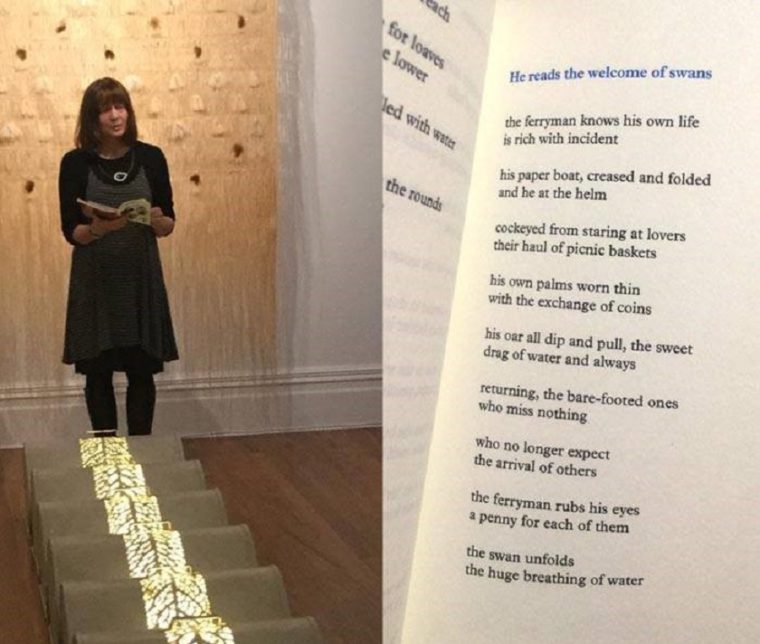 each
for loaves
e lower
led with water
the rounds
He reads the welcome of swans
the ferryman knows his own life
is rich with incident
his paper boat, creased and folded
and he at the helm
cockeyed from staring at lovers
their haul of picnic baskets
his own palms worn thin
with the exchange of coins
his oar all dip and pull, the sweet
drag of water and always
returning, the bare-footed ones
who miss nothing
who no longer expect
the arrival of others
the ferryman rubs his eyes
a penny for each of them
the swan unfolds
the huge breathing of water